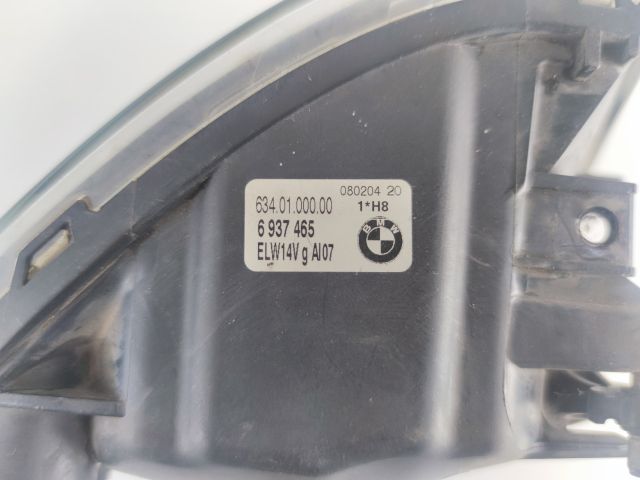 080204 20
634.01.000.00 1*H8
6 937 465
BMW
ELW14V g AI07